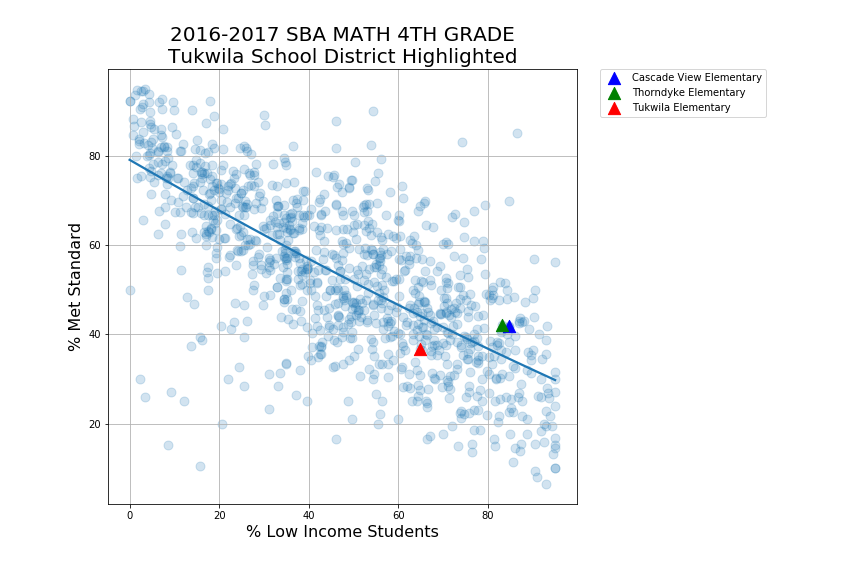 2016-2017 SBA MATH 4TH GRADE
Tukwila School District Highlighted
Cascade View Elementary
Thorndyke Elementary
Tukwila Elementary
% Met Standard
80
60
40
20
0 20 40 60 80
% Low Income Students